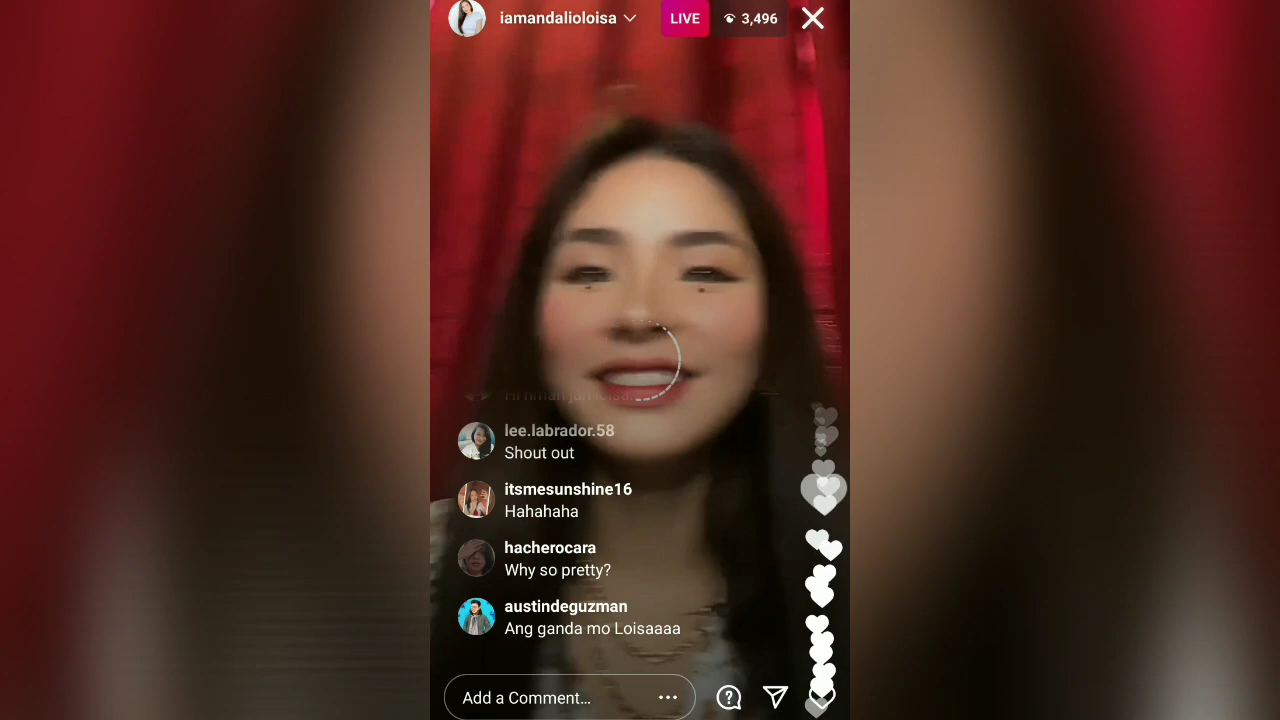 iamandalioloisa
LIVE
3,496
lee.labrador.58
Shout out
itsmesunshine16
Hahahaha
hacherocara
Why so pretty?
austindeguzman
Ang ganda mo Loisaaaa
Add a Comment...